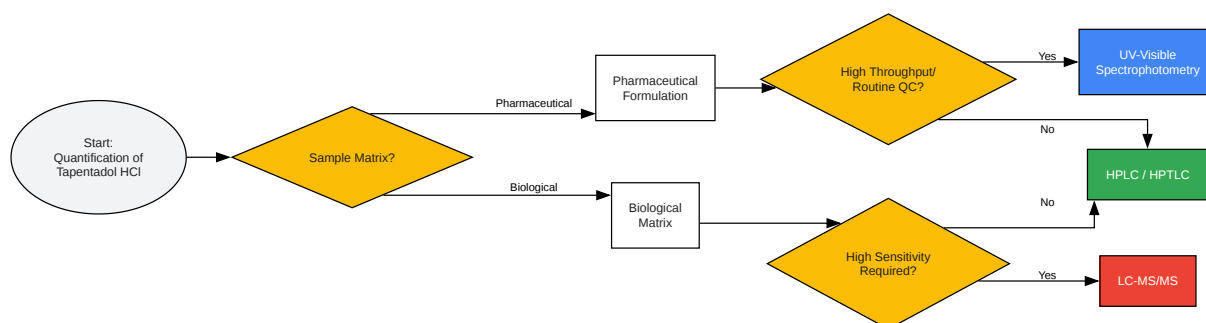 Start:
Quantification of
Tapentadol HCl
Sample Matrix?
Pharmaceutical
Pharmaceutical
Formulation
High Throughput/
Routine QC?
Yes
UV-Visible
Spectrophotometry
No
HPLC / HPTLC
Biological
Biological
Matrix
High Sensitivity
Required?
No
Yes
LC-MS/MS